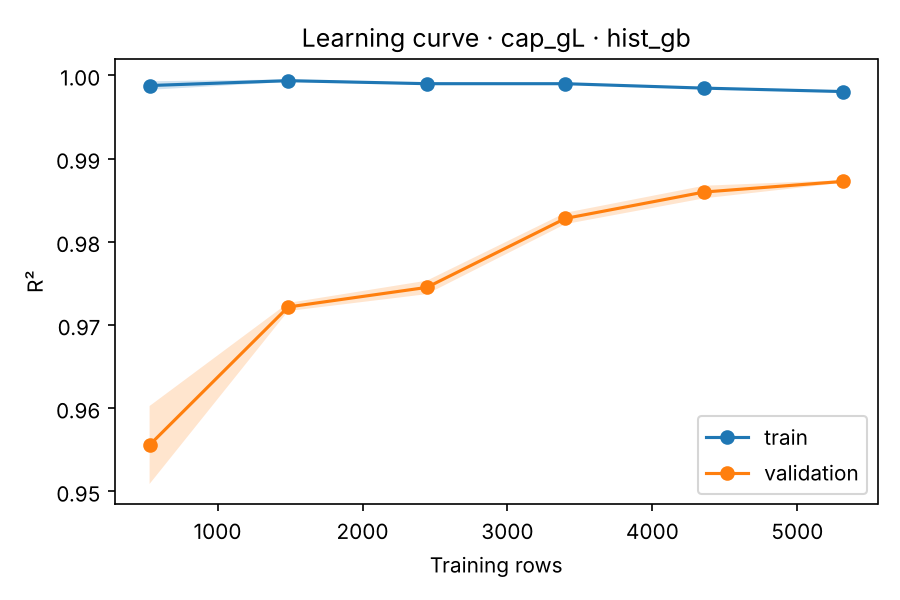 Learning curve · cap_gL · hist_gb
1.00
0.99
0.98
0.97
0.96
0.95
R²
1000 2000 3000 4000 5000
Training rows
train
validation